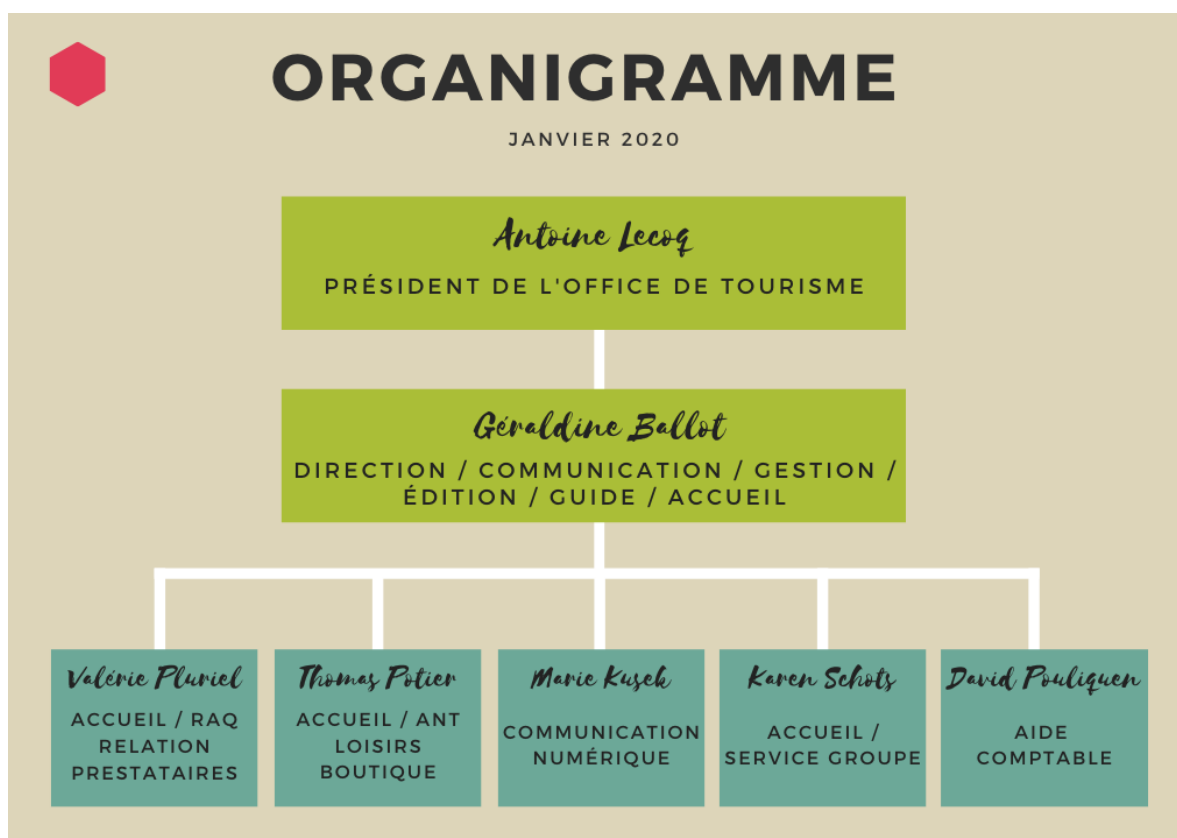 ORGANIGRAMME
JANVIER 2020
Antoine Lecoq
PRÉSIDENT DE L'OFFICE DE TOURISME
Géraldine Ballot
DIRECTION / COMMUNICATION / GESTION /
ÉDITION / GUIDE / ACCUEIL
Valérie Pluriel
ACCUEIL / RAQ
RELATION
PRESTATAIRES
Thomas Potier
ACCUEIL / ANT
LOISIRS
BOUTIQUE
Marie Kusek
COMMUNICATION
NUMÉRIQUE
Karen Schots
ACCUEIL /
SERVICE GROUPE
David Pouliquen
AIDE
COMPTABLE